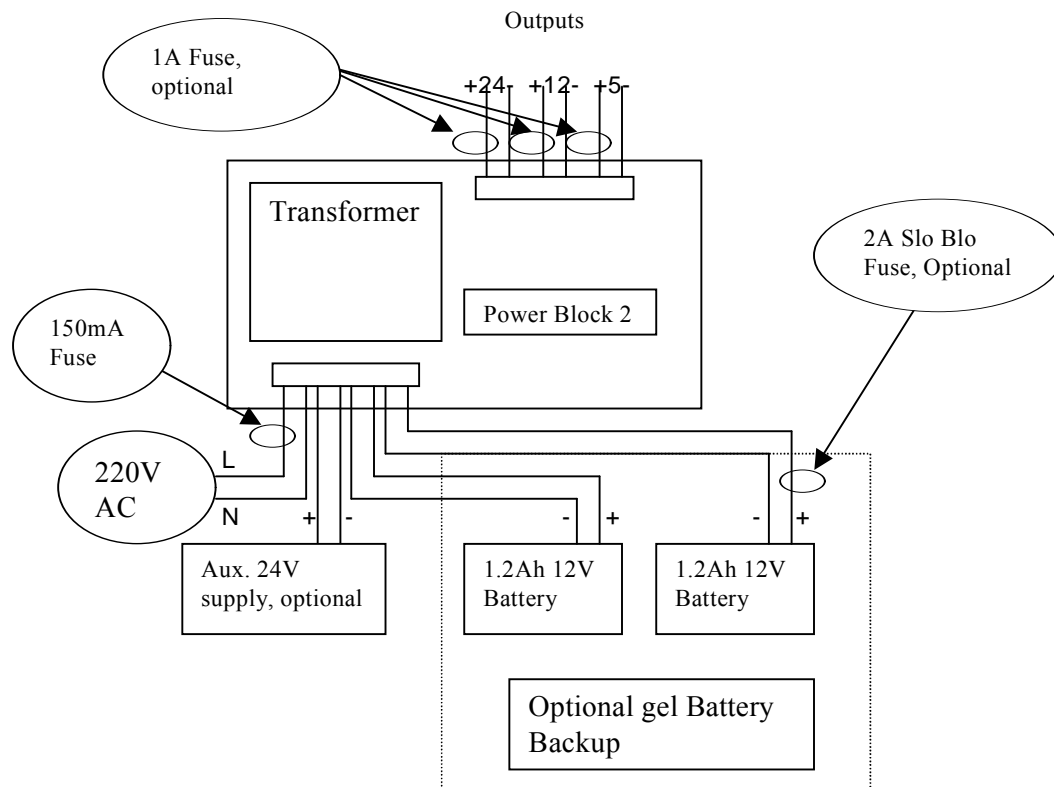 Outputs
1A Fuse,
optional
+24- +12- +5-
Transformer
2A Slo Blo
Fuse, Optional
Power Block 2
150mA
Fuse
220V
AC
L
N
+ -
- +
- +
Aux. 24V
supply, optional
1.2Ah 12V
Battery
1.2Ah 12V
Battery
Optional gel Battery
Backup